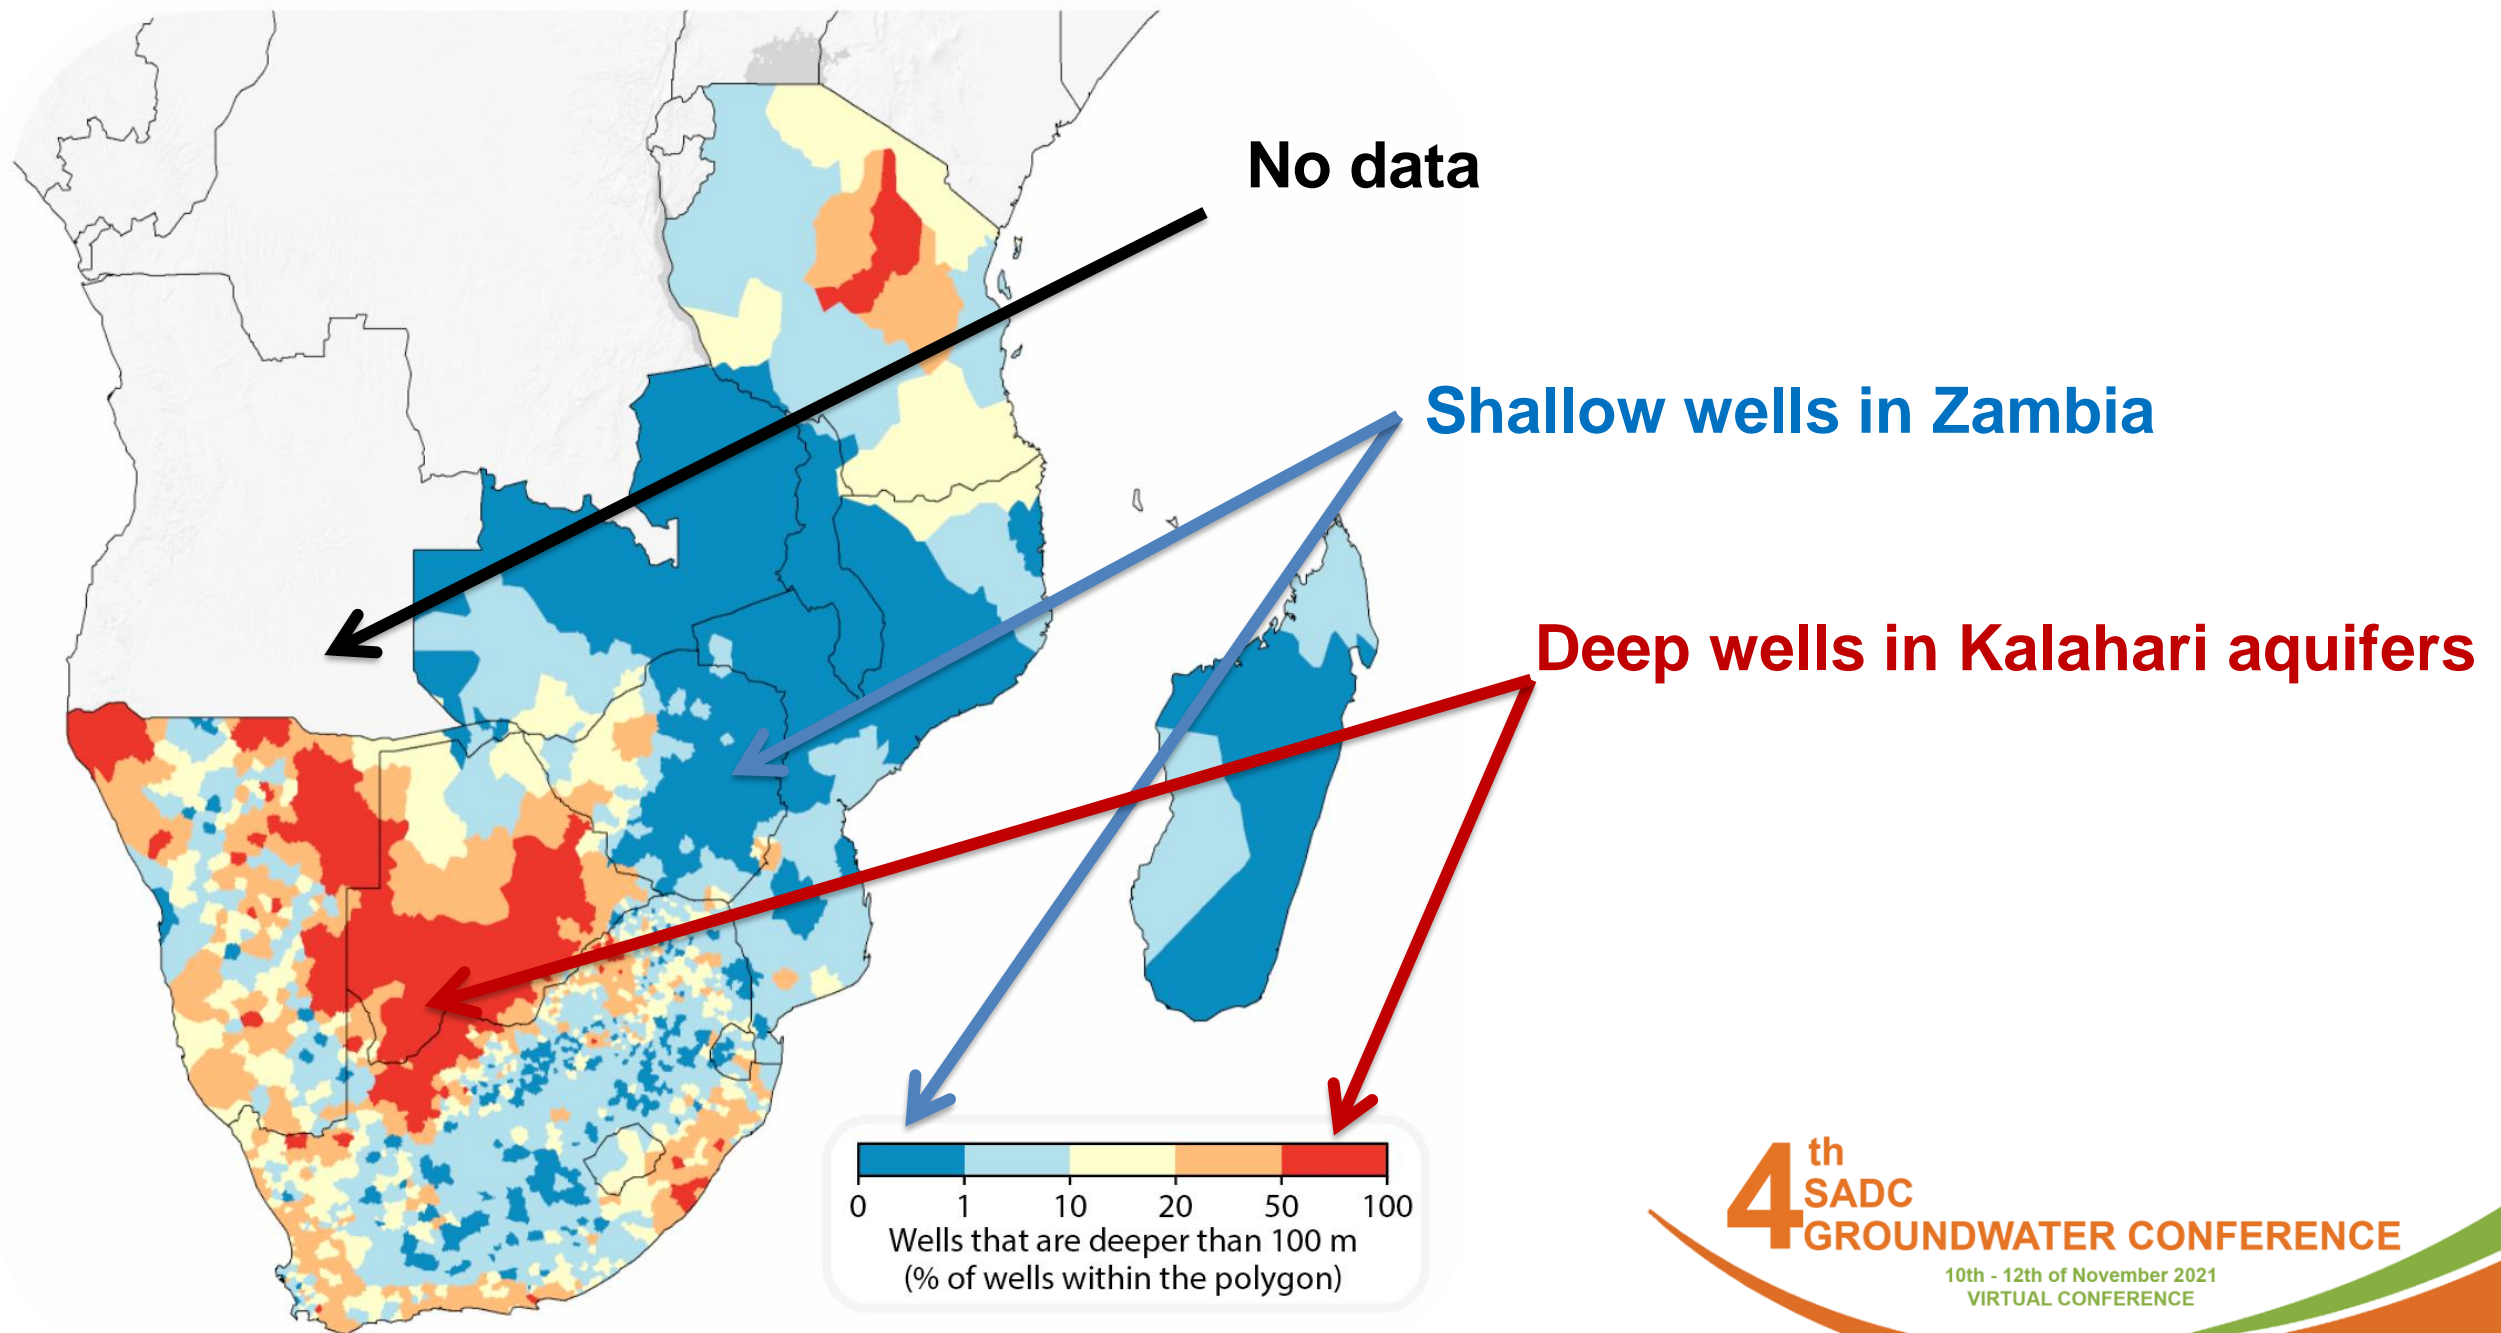 No data
Shallow wells in Zambia
Deep wells in Kalahari aquifers
0 1 10 20 50 100
Wells that are deeper than 100 m
(% of wells within the polygon)
4th
SADC
GROUNDWATER CONFERENCE
10th - 12th of November 2021
VIRTUAL CONFERENCE